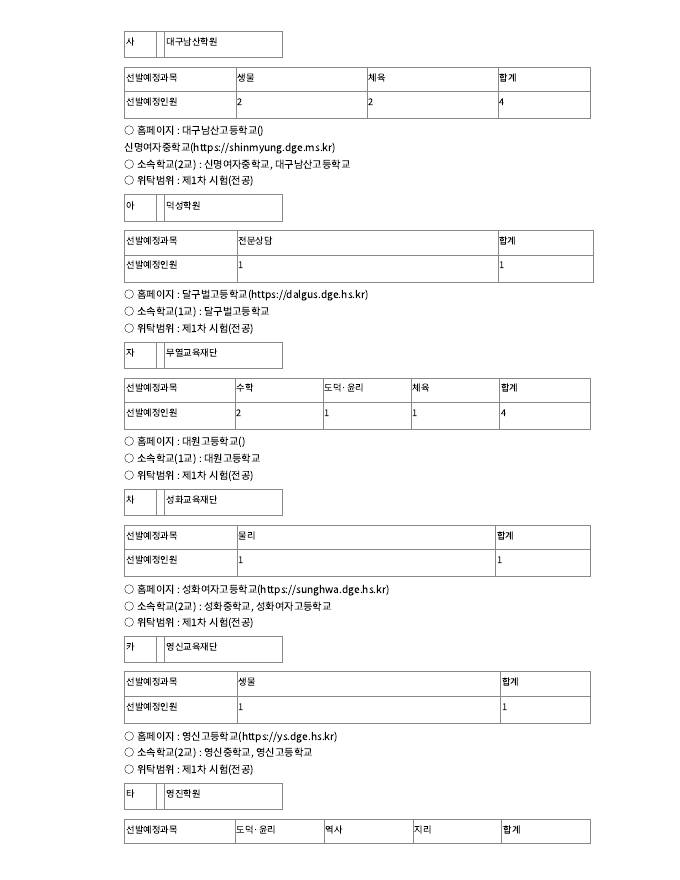 사 대구남산학원
선발예정과목 생물 체육 합계
선발예정인원 2 2 4
○ 홈페이지 : 대구남산고등학교()
신명여자중학교(https://shinmyung.dge.ms.kr)
○ 소속학교(2교) : 신명여자중학교, 대구남산고등학교
○ 위탁범위 : 제1차 시험(전공)
아 덕성학원
선발예정과목 전문상담 합계
선발예정인원 1 1
○ 홈페이지 : 달구벌고등학교(https://dalgus.dge.hs.kr)
○ 소속학교(1교) : 달구벌고등학교
○ 위탁범위 : 제1차 시험(전공)
자 무열교육재단
선발예정과목 수학 도덕·윤리 체육 합계
선발예정인원 2 1 1 4
○ 홈페이지 : 대원고등학교()
○ 소속학교(1교) : 대원고등학교
○ 위탁범위 : 제1차 시험(전공)
차 성화교육재단
선발예정과목 물리 합계
선발예정인원 1 1
○ 홈페이지 : 성화여자고등학교(https://sunghwa.dge.hs.kr)
○ 소속학교(2교) : 성화중학교, 성화여자고등학교
○ 위탁범위 : 제1차 시험(전공)
카 영신교육재단
선발예정과목 생물 합계
선발예정인원 1 1
○ 홈페이지 : 영신고등학교(https://ys.dge.hs.kr)
○ 소속학교(2교) : 영신중학교, 영신고등학교
○ 위탁범위 : 제1차 시험(전공)
타 영진학원
선발예정과목 도덕·윤리 역사 지리 합계